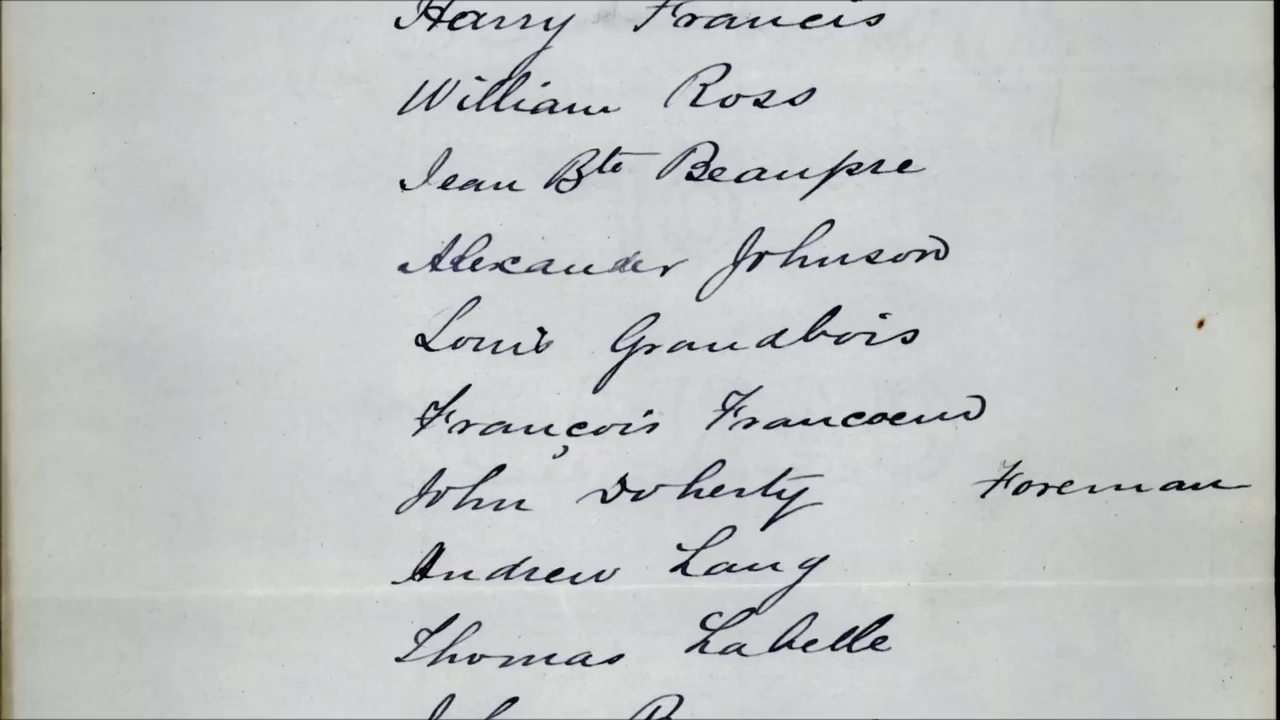 Harry Francis
William Ross
Jean Bte Beaupre
Alexander Johnson
Louis Grandbois
François Francoeur
John Doherty Foreman
Andrew Lang
Thomas Labelle
John